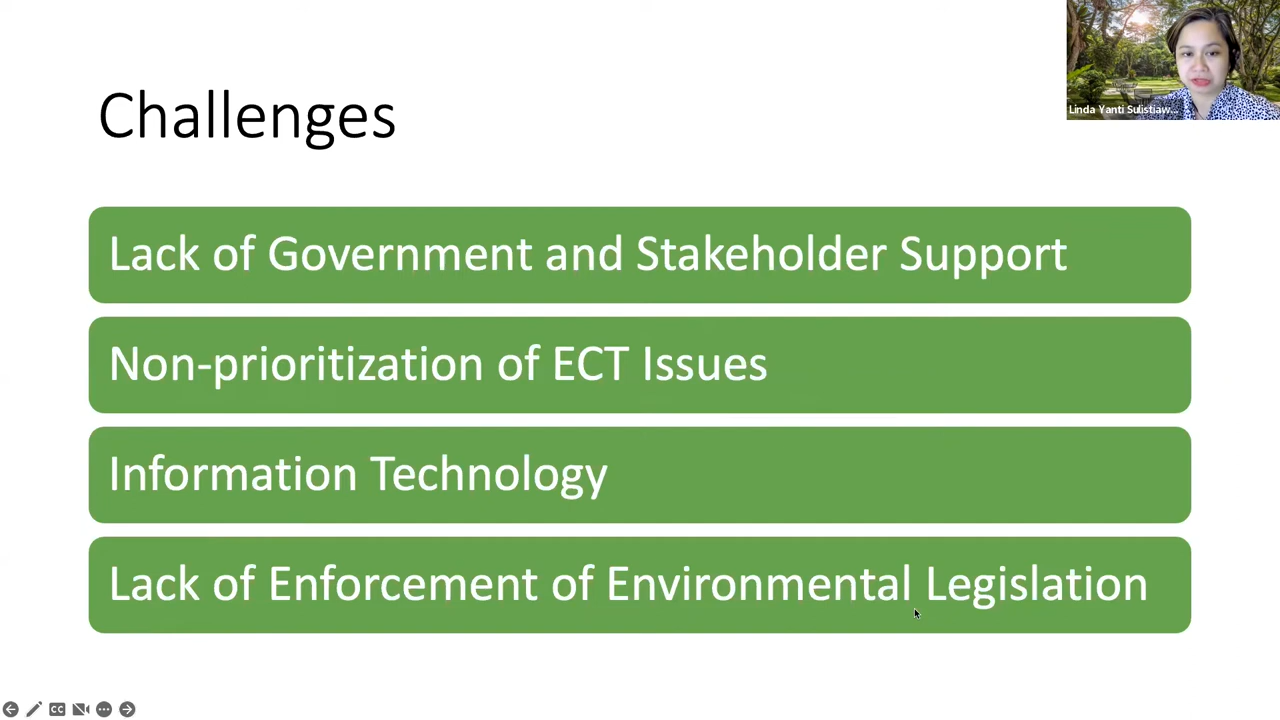 Linda Yanti Sulistiaw...
Challenges
Lack of Government and Stakeholder Support
Non-prioritization of ECT Issues
Information Technology
Lack of Enforcement of Environmental Legislation
CC